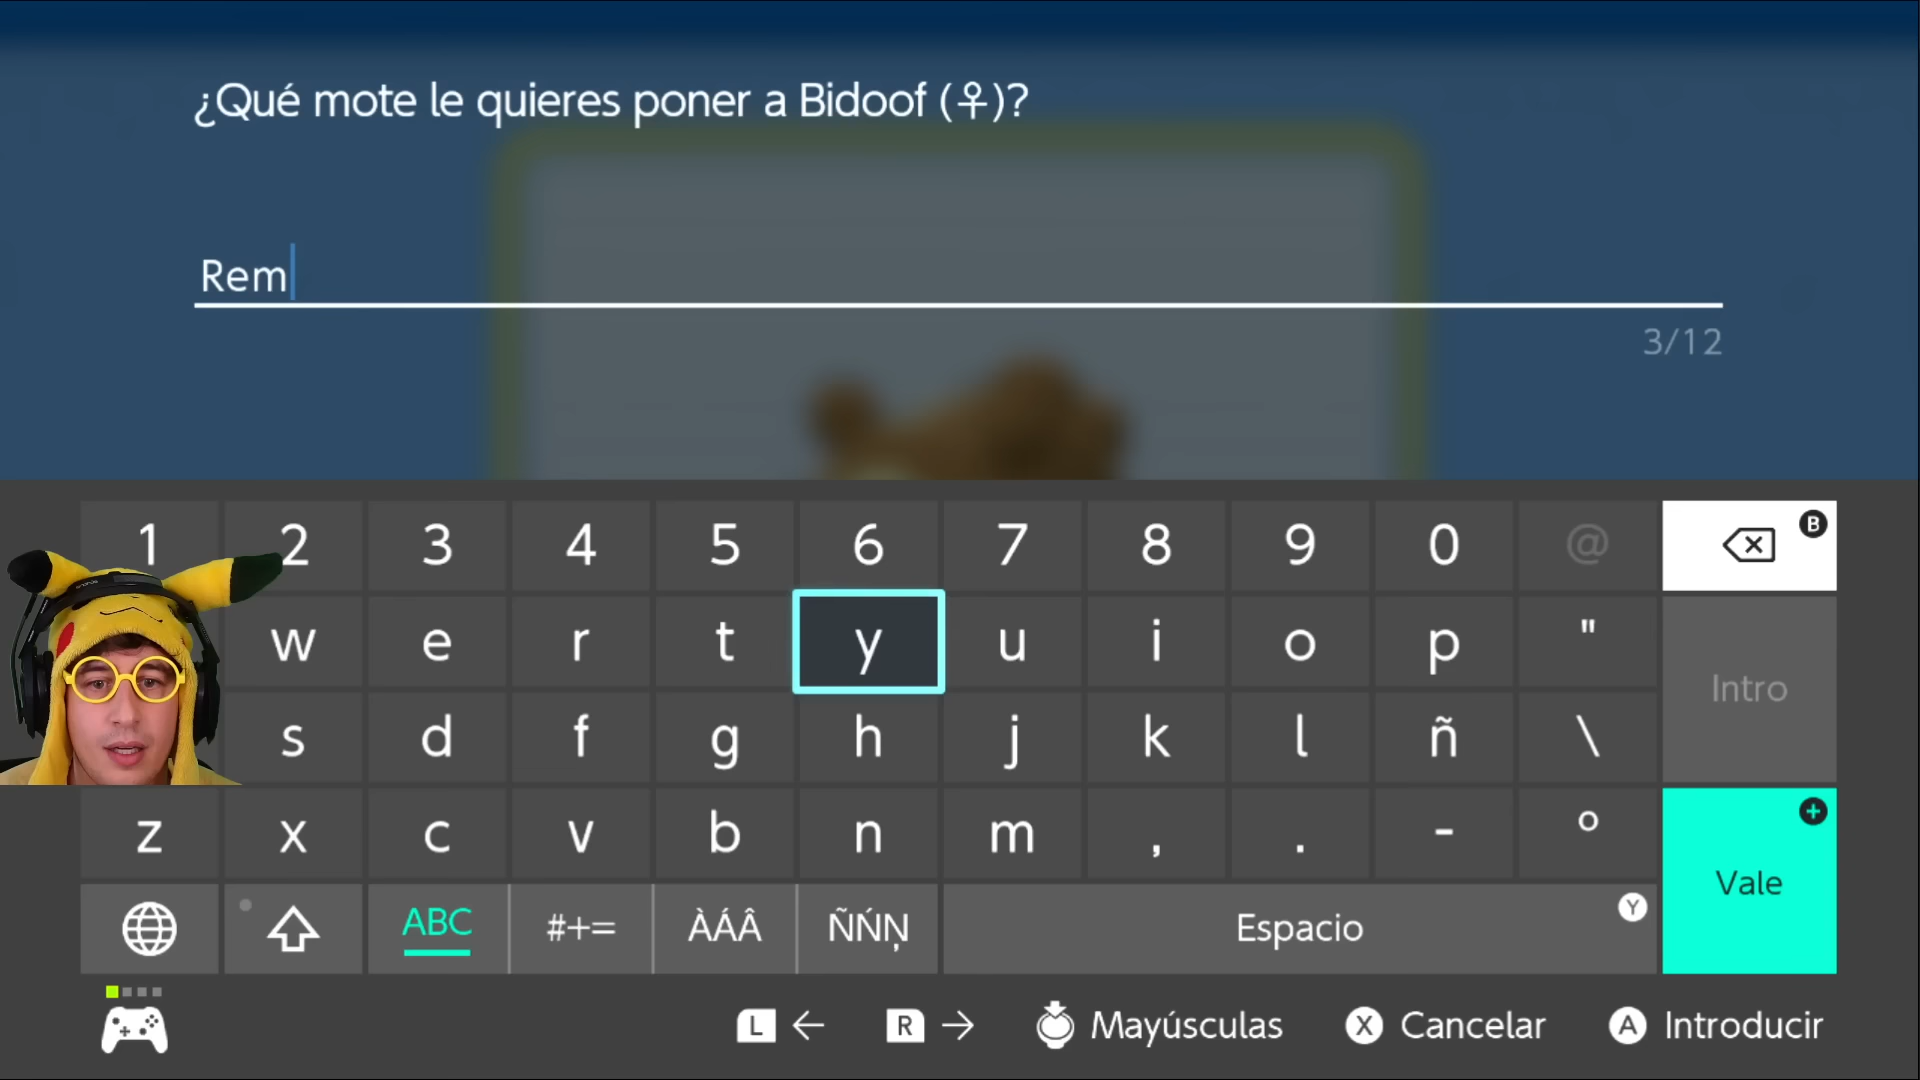 ¿Qué mote le quieres poner a Bidoof (♀)?
Rem
3/12
1 2 3 4 5 6 7 8 9 0 @ B
w e r t y u i o p " Intro
s d f g h j k l ñ \
z x c v b n m , . - º + Vale
ABC #+= ÀÁÂ ÑŃŅ Espacio Y
L ← R → Mayúsculas X Cancelar A Introducir